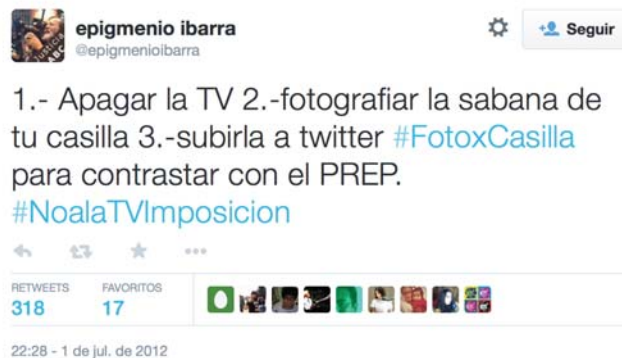 epigmenio ibarra
@epigmenioibarra
Seguir
1.- Apagar la TV 2.-fotografiar la sabana de
tu casilla 3.-subirla a twitter #FotoxCasilla
para contrastar con el PREP.
#NoalaTVImposicion
RETWEETS FAVORITOS
318 17
22:28 - 1 de jul. de 2012